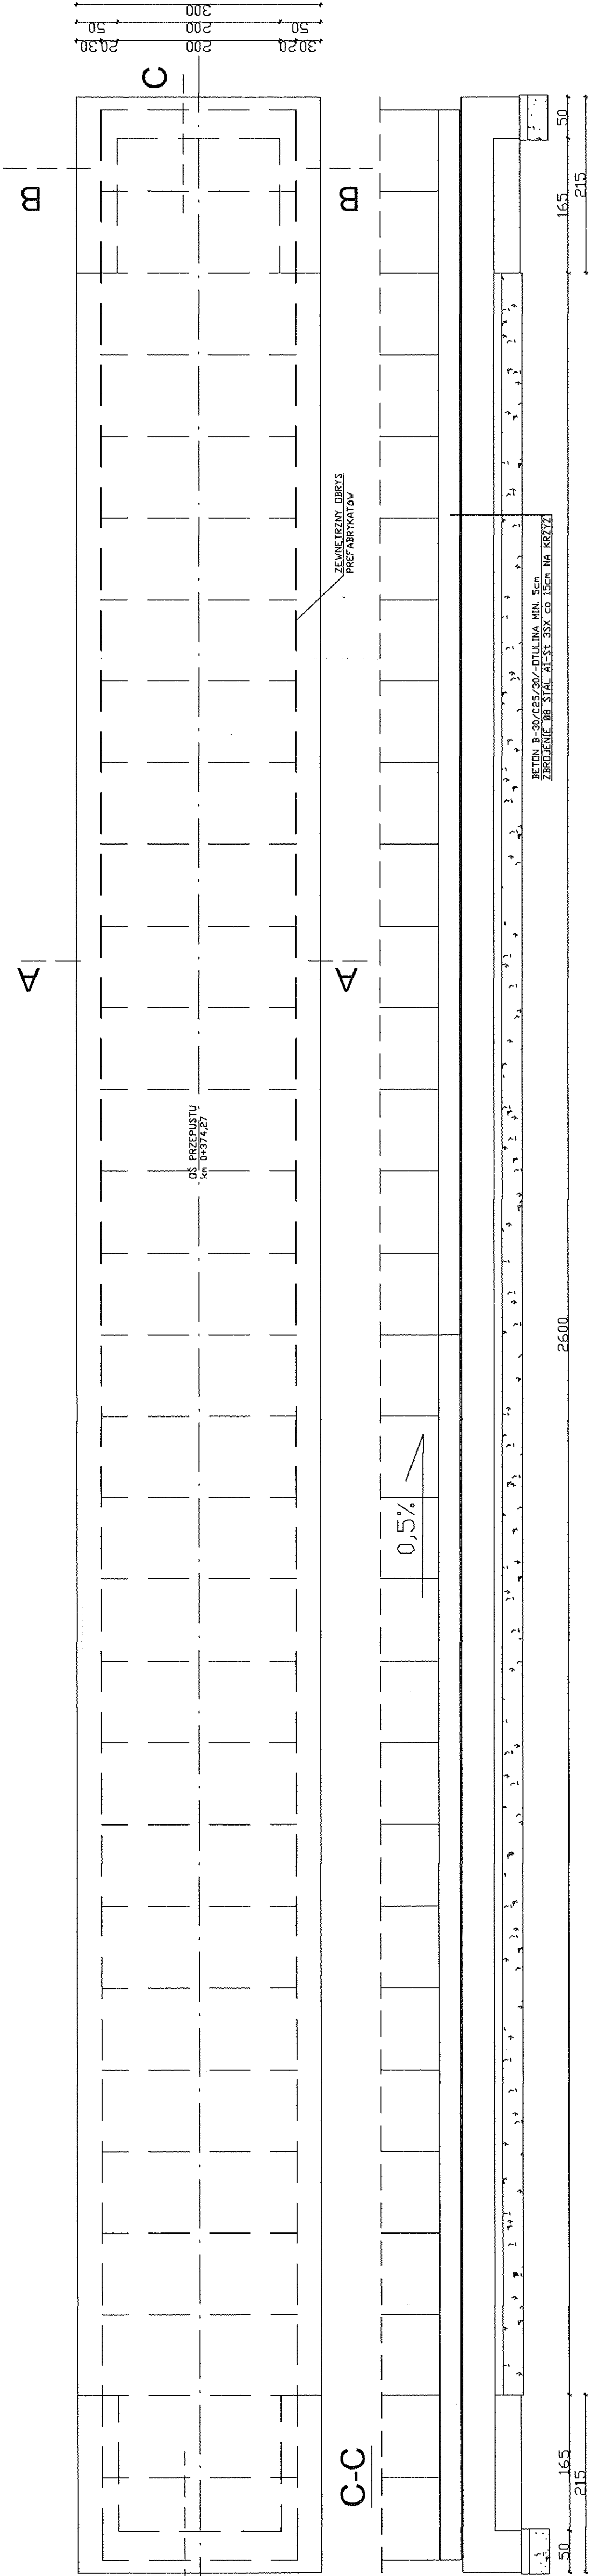 300
50 200 50
20,30 200 30,20
C
B
B
50
165
215
ZEWNĘTRZNY OBRYS
PREFABRYKATÓW
BETON B-30/C25/30/-OTULINA MIN. 5cm
ZBROJENIE Ø8 STAL A1-St 3SX co 15cm NA KRZYŻ
A
A
OŚ PRZEPUSTU
km 0+374,27
2600
0,5%
C-C
165
50
215